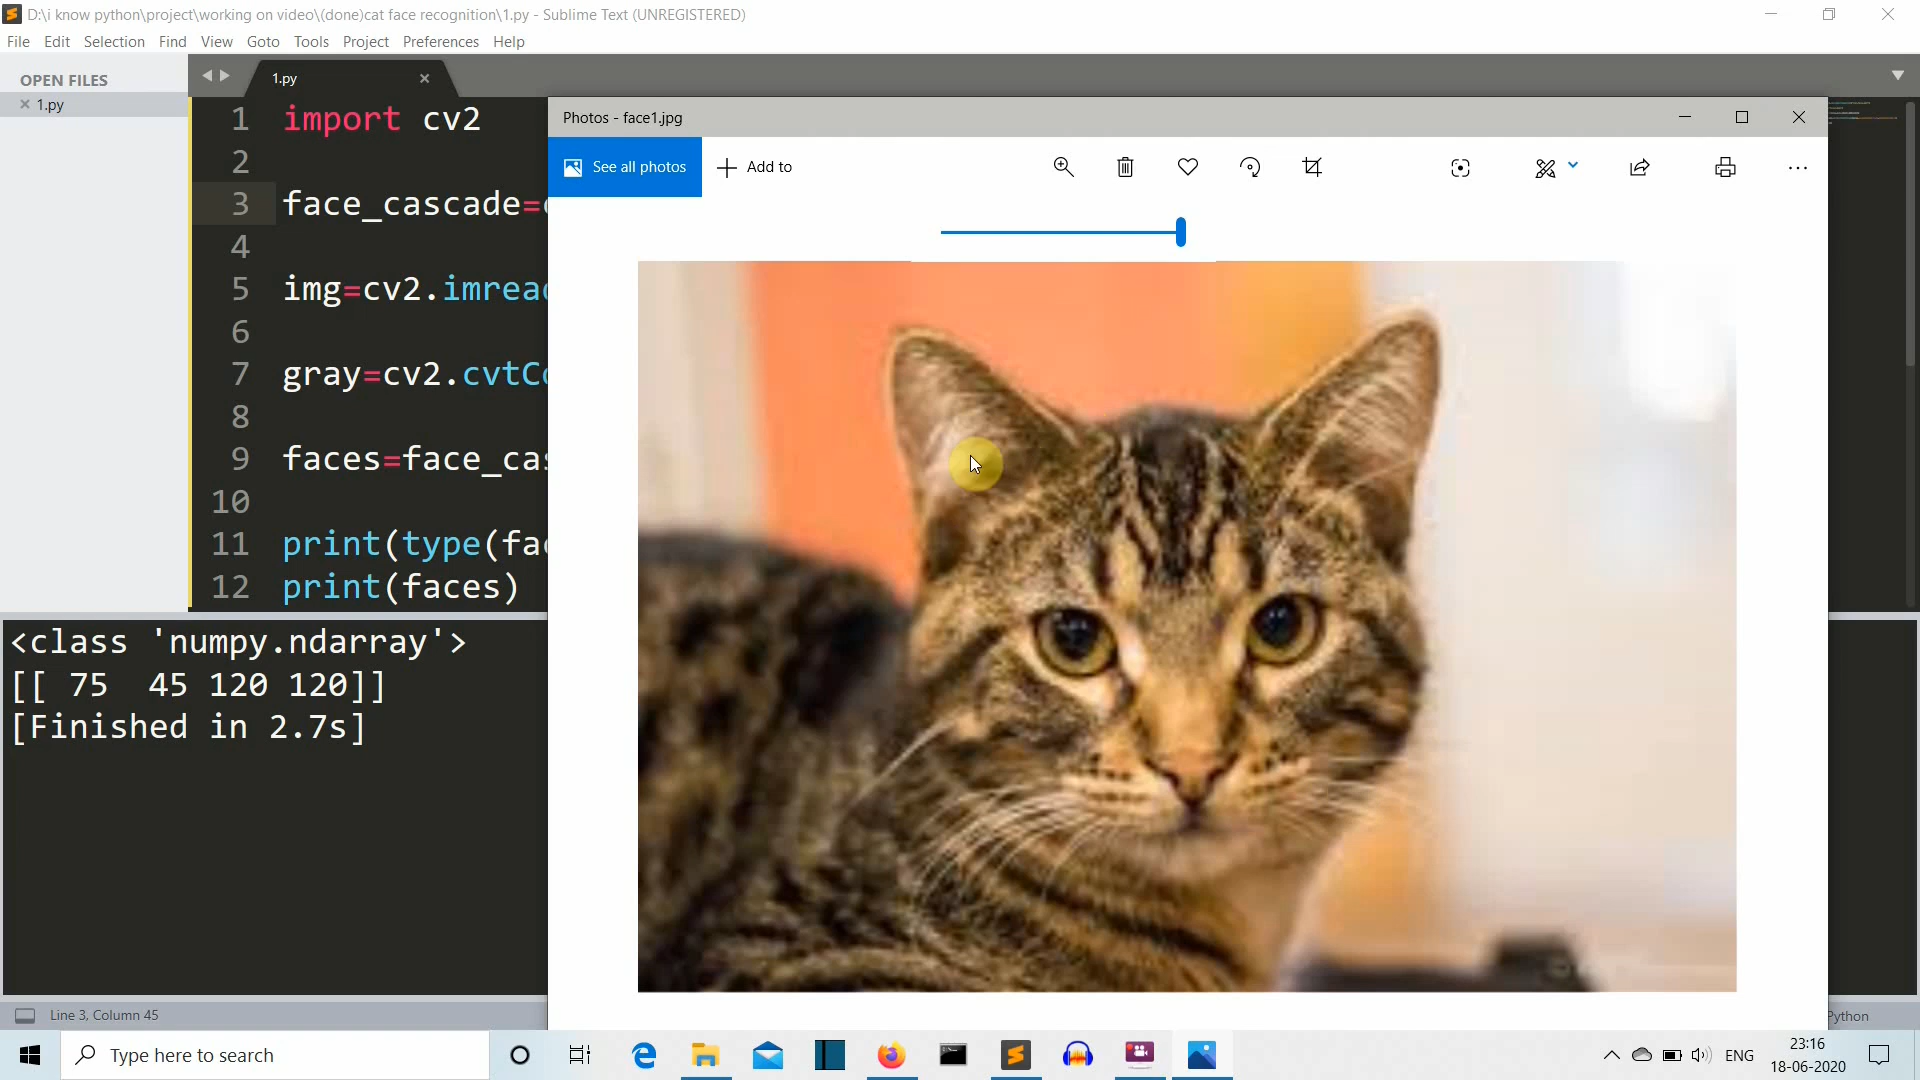 D:\i know python\project\working on video\(done)cat face recognition\1.py - Sublime Text (UNREGISTERED)
File Edit Selection Find View Goto Tools Project Preferences Help
OPEN FILES
1.py
1.py
1 import cv2
2
3 face_cascade=
4
5 img=cv2.imread
6
7 gray=cv2.cvtCo
8
9 faces=face_cas
10
11 print(type(fac
12 print(faces)
Photos - face1.jpg
See all photos
Add to
<class 'numpy.ndarray'>
[[ 75  45 120 120]]
[Finished in 2.7s]
Line 3, Column 45
Python
Type here to search
ENG
23:16
18-06-2020